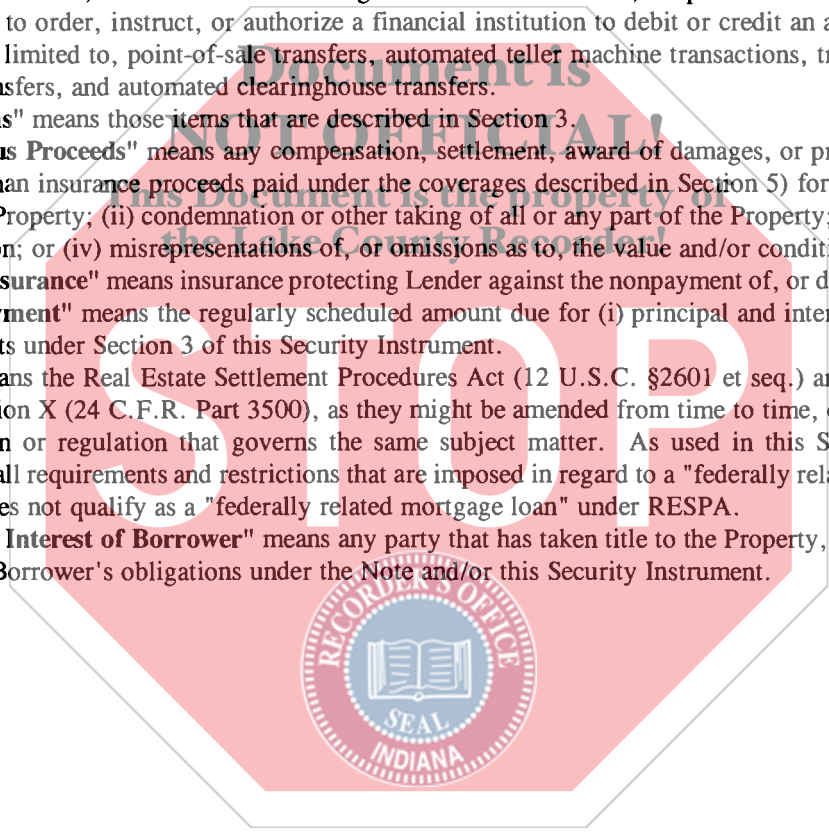 to order, instruct, or authorize a financial institution to debit or credit an a
limited to, point-of-sale transfers, automated teller machine transactions, tr
nsfers, and automated clearinghouse transfers.
s" means those items that are described in Section 3.
us Proceeds" means any compensation, settlement, award of damages, or pr
an insurance proceeds paid under the coverages described in Section 5) for
Property; (ii) condemnation or other taking of all or any part of the Property;
n; or (iv) misrepresentations of, or omissions as to, the value and/or conditi
surance" means insurance protecting Lender against the nonpayment of, or d
ment" means the regularly scheduled amount due for (i) principal and inter
ts under Section 3 of this Security Instrument.
ans the Real Estate Settlement Procedures Act (12 U.S.C. §2601 et seq.) an
ion X (24 C.F.R. Part 3500), as they might be amended from time to time,
n or regulation that governs the same subject matter. As used in this S
all requirements and restrictions that are imposed in regard to a "federally rela
es not qualify as a "federally related mortgage loan" under RESPA.
Interest of Borrower" means any party that has taken title to the Property,
Borrower's obligations under the Note and/or this Security Instrument.
Document is
NOT OFFICIAL!
This Document is the property of
the Lake County Recorder!
STOP
RECORDER'S OFFICE
SEAL
INDIANA